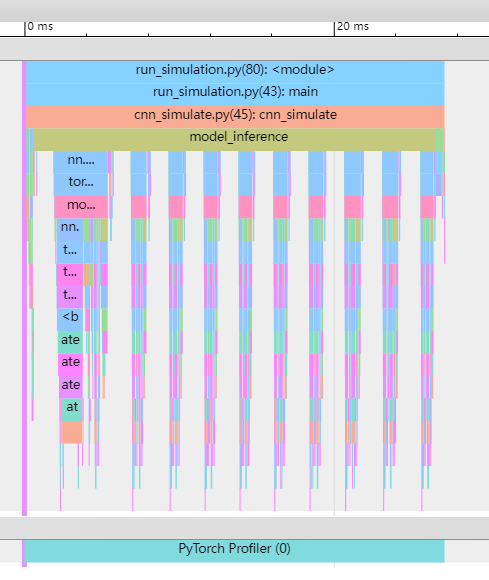 0 ms
20 ms
run_simulation.py(80): <module>
run_simulation.py(43): main
cnn_simulate.py(45): cnn_simulate
model_inference
nn....
tor...
mo...
nn.
t...
t...
t...
<b
ate
ate
ate
at
PyTorch Profiler (0)